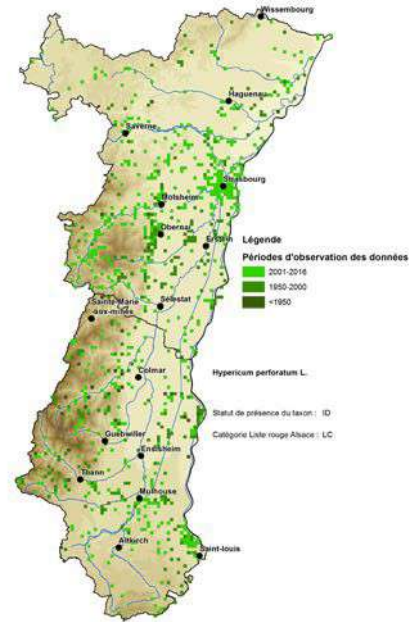 Wissembourg
Haguenau
Saverne
Strasbourg
Molsheim
Obernai
Erstein
Légende
Périodes d'observation des données
2001-2016
1950-2000
<1950
Sainte-Marie
aux-mines
Sélestat
Hypericum perforatum L.
Colmar
Statut de présence du taxon : ID
Catégorie Liste rouge Alsace : LC
Guebwiller
Ensisheim
Thann
Mulhouse
Altkirch
Saint-louis